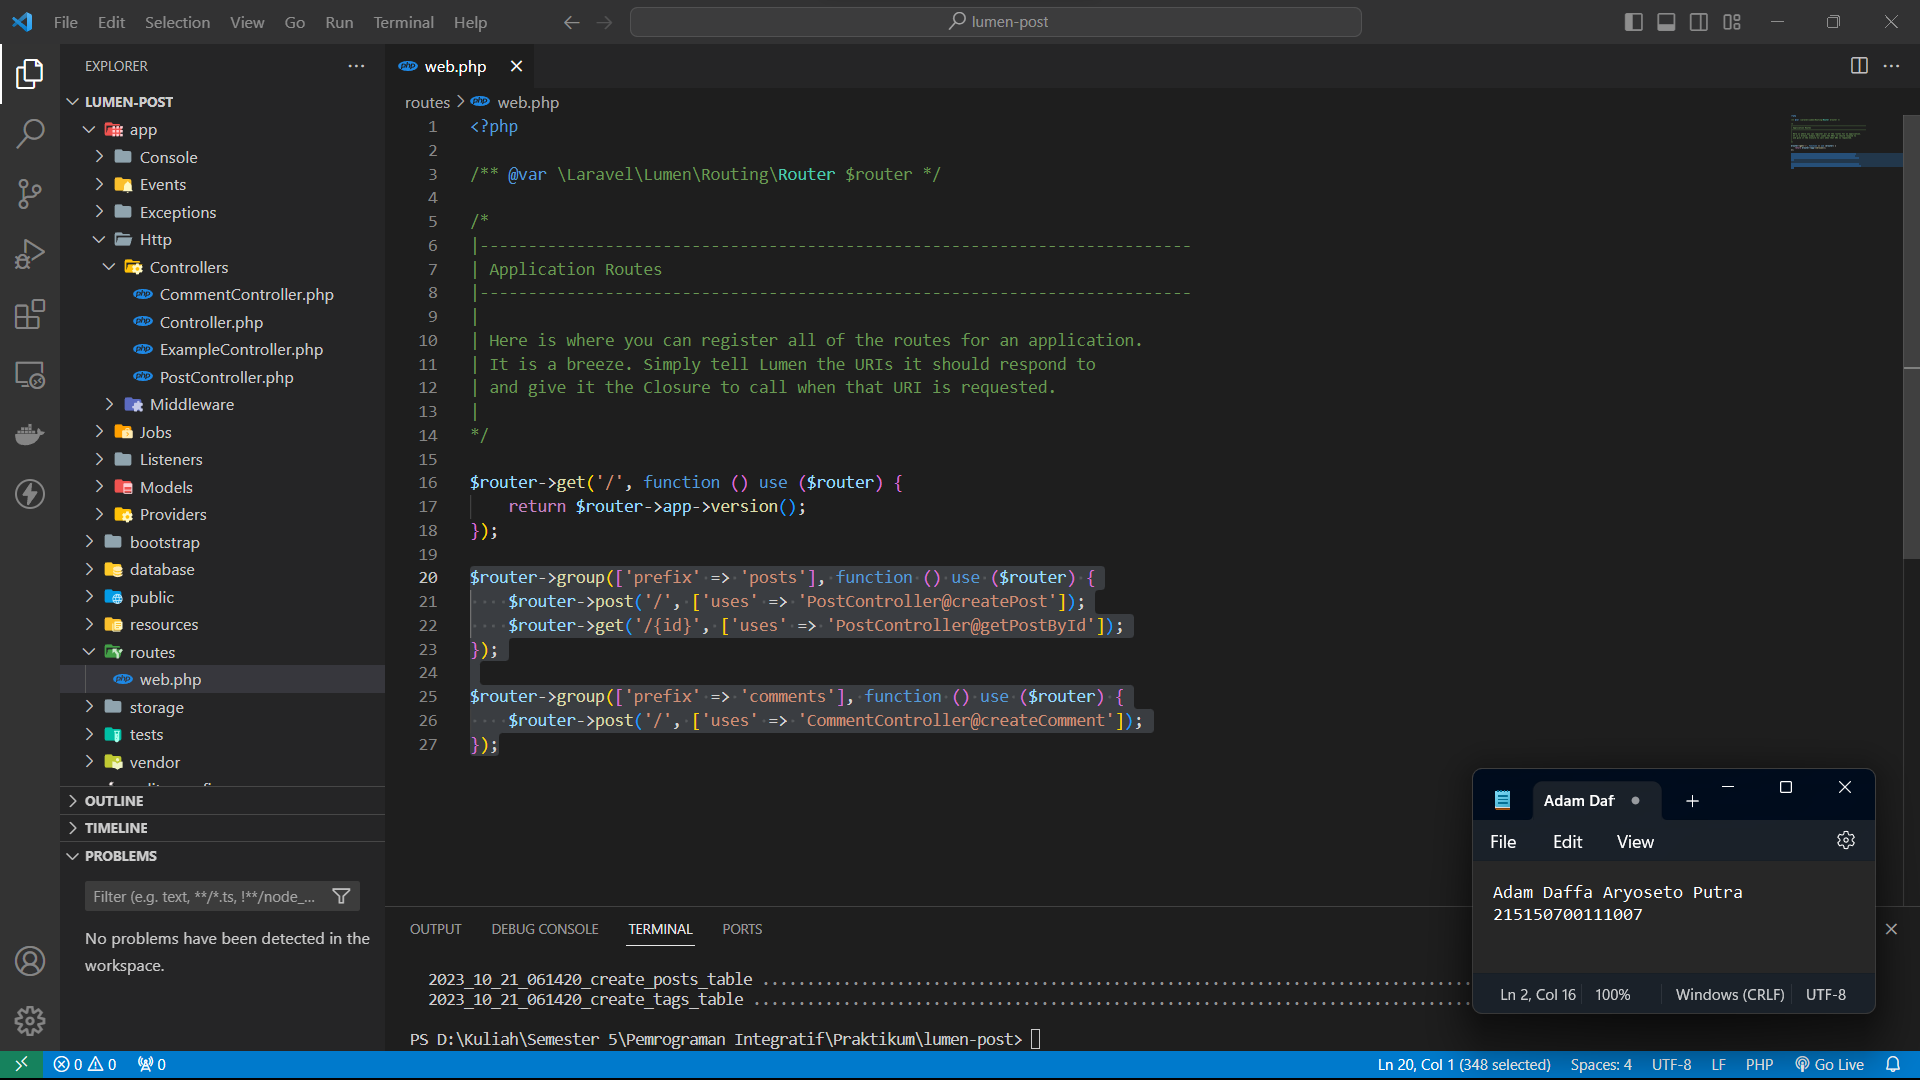 File Edit Selection View Go Run Terminal Help
lumen-post
EXPLORER
LUMEN-POST
app
Console
Events
Exceptions
Http
Controllers
CommentController.php
Controller.php
ExampleController.php
PostController.php
Middleware
Jobs
Listeners
Models
Providers
bootstrap
database
public
resources
routes
web.php
storage
tests
vendor
OUTLINE
TIMELINE
PROBLEMS
Filter (e.g. text, **/*.ts, !**/node_...
No problems have been detected in the
workspace.
web.php
routes > web.php
1 <?php
2
3 /** @var \Laravel\Lumen\Routing\Router $router */
4
5 /*
6 |--------------------------------------------------------------------------
7 | Application Routes
8 |--------------------------------------------------------------------------
9 |
10 | Here is where you can register all of the routes for an application.
11 | It is a breeze. Simply tell Lumen the URIs it should respond to
12 | and give it the Closure to call when that URI is requested.
13 |
14 */
15
16 $router->get('/', function () use ($router) {
17     return $router->app->version();
18 });
19
20 $router->group(['prefix' => 'posts'], function () use ($router) {
21     $router->post('/', ['uses' => 'PostController@createPost']);
22     $router->get('/{id}', ['uses' => 'PostController@getPostById']);
23 });
24
25 $router->group(['prefix' => 'comments'], function () use ($router) {
26     $router->post('/', ['uses' => 'CommentController@createComment']);
27 });
OUTPUT DEBUG CONSOLE TERMINAL PORTS
2023_10_21_061420_create_posts_table ..........................................................................
2023_10_21_061420_create_tags_table ...........................................................................
PS D:\Kuliah\Semester 5\Pemrograman Integratif\Praktikum\lumen-post>
Adam Daf
File Edit View
Adam Daffa Aryoseto Putra
215150700111007
Ln 2, Col 16 100% Windows (CRLF) UTF-8
0 0 0
Ln 20, Col 1 (348 selected) Spaces: 4 UTF-8 LF PHP Go Live